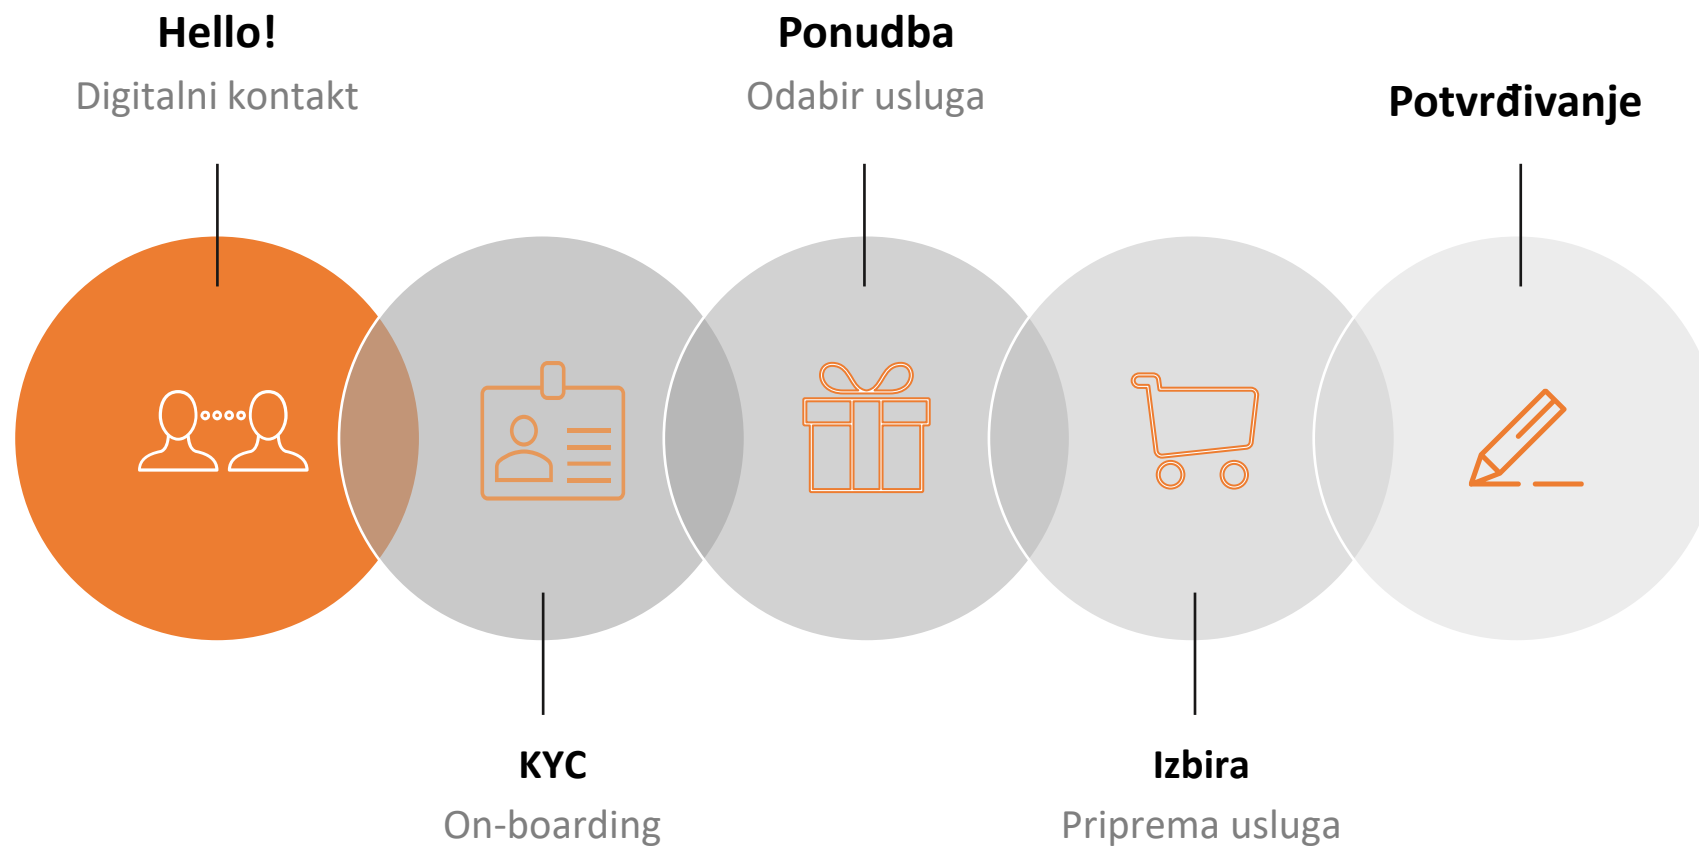 Hello!
Digitalni kontakt
KYC
On-boarding
Ponudba
Odabir usluga
Izbira
Priprema usluga
Potvrđivanje